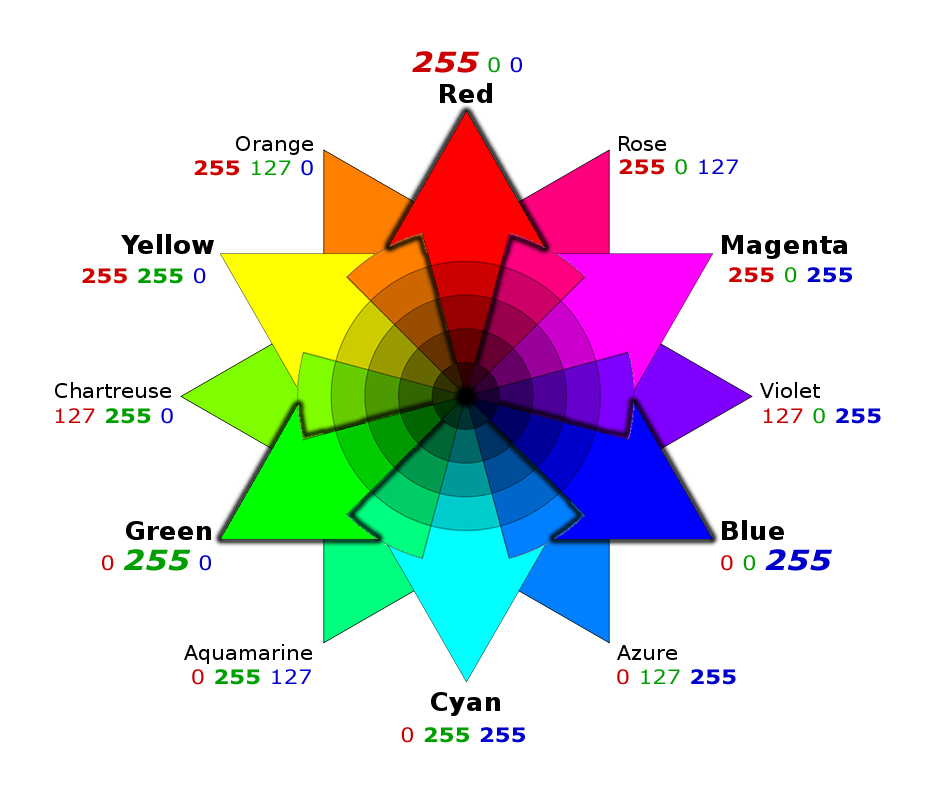 255 0 0
Red
Orange
255 127 0
Rose
255 0 127
Yellow
255 255 0
Magenta
255 0 255
Chartreuse
127 255 0
Violet
127 0 255
Green
0 255 0
Blue
0 0 255
Aquamarine
0 255 127
Azure
0 127 255
Cyan
0 255 255